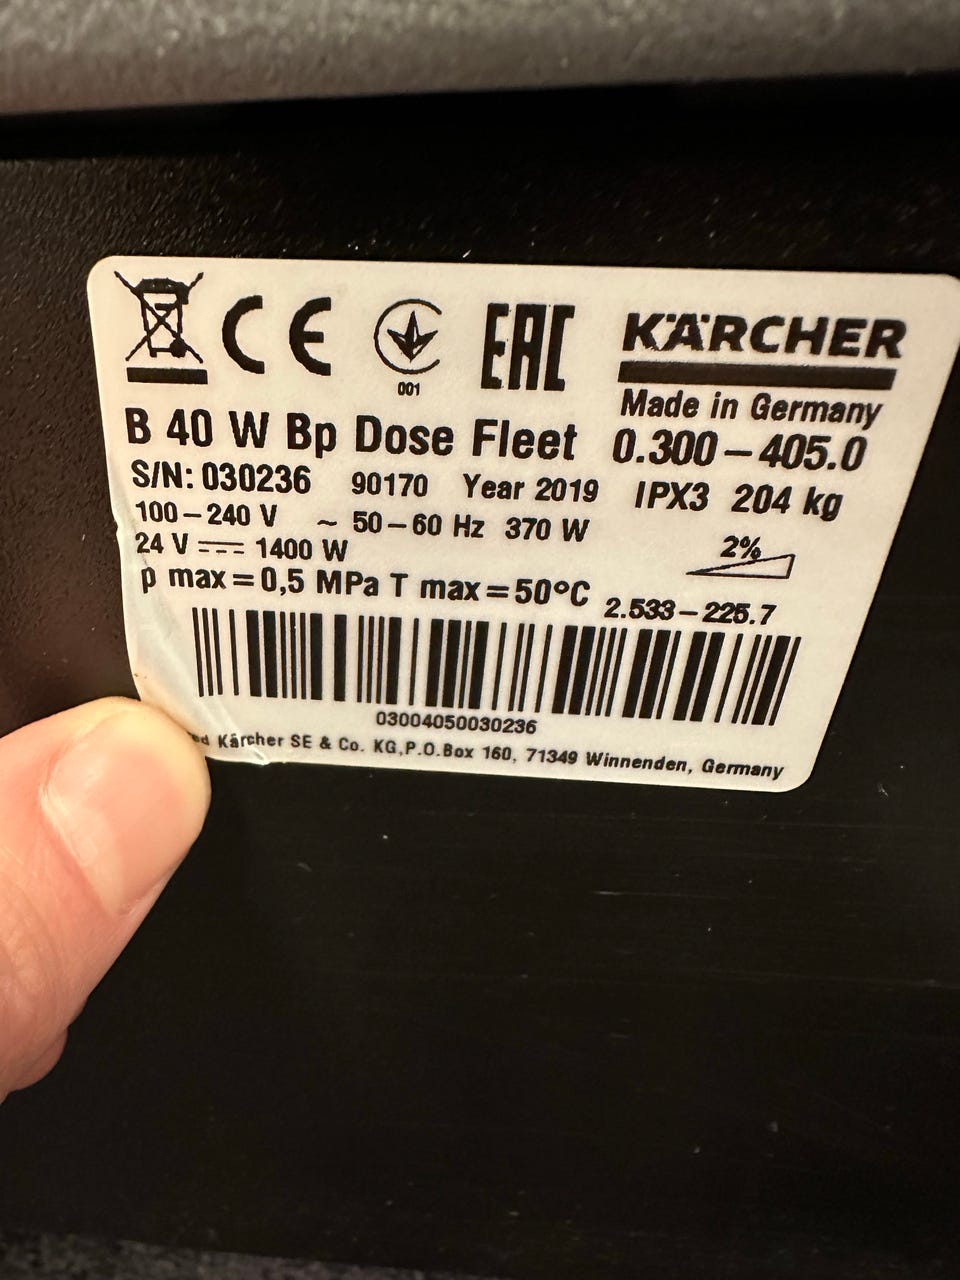 CE
001
EAC
KÄRCHER
Made in Germany
B 40 W Bp Dose Fleet 0.300-405.0
S/N: 030236 90170 Year 2019 IPX3 204 kg
100-240 V ~ 50-60 Hz 370 W
24 V ⎓ 1400 W 2%
p max=0,5 MPa T max=50°C 2.533-225.7
03004050030236
Kärcher SE & Co. KG,P.O.Box 160, 71349 Winnenden, Germany